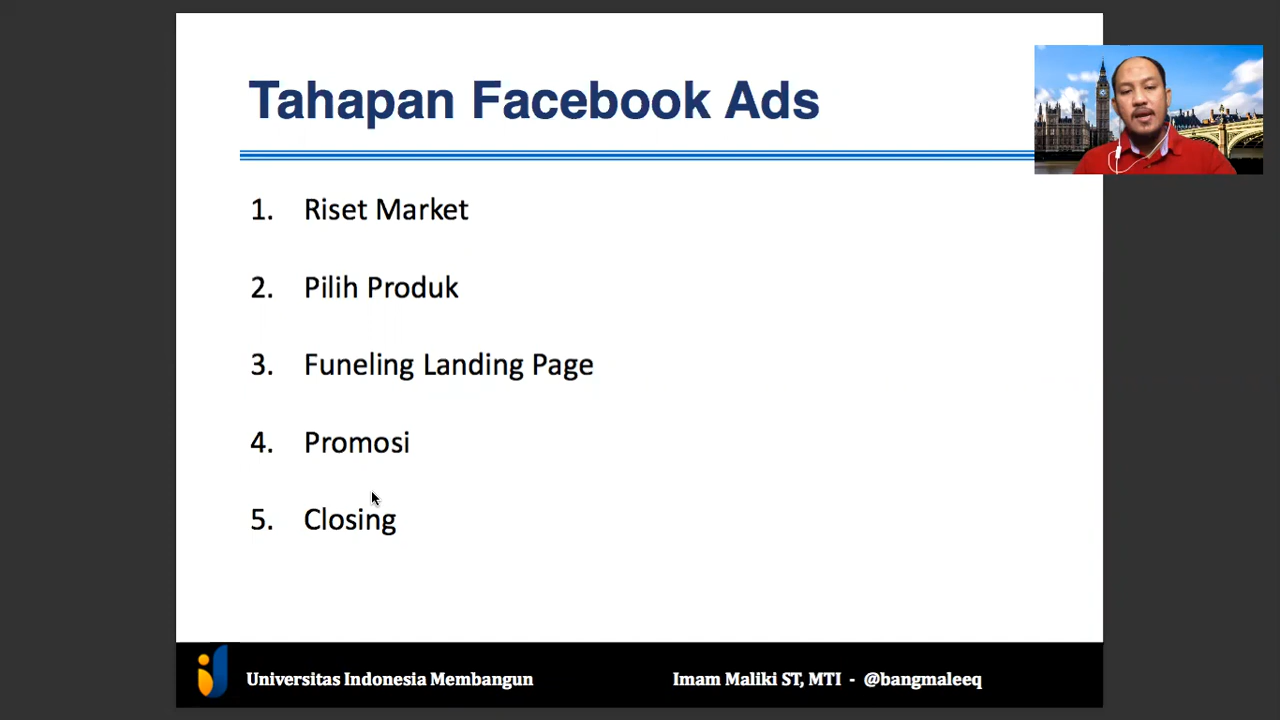 Tahapan Facebook Ads
1. Riset Market
2. Pilih Produk
3. Funeling Landing Page
4. Promosi
5. Closing
Universitas Indonesia Membangun
Imam Maliki ST, MTI - @bangmaleeq